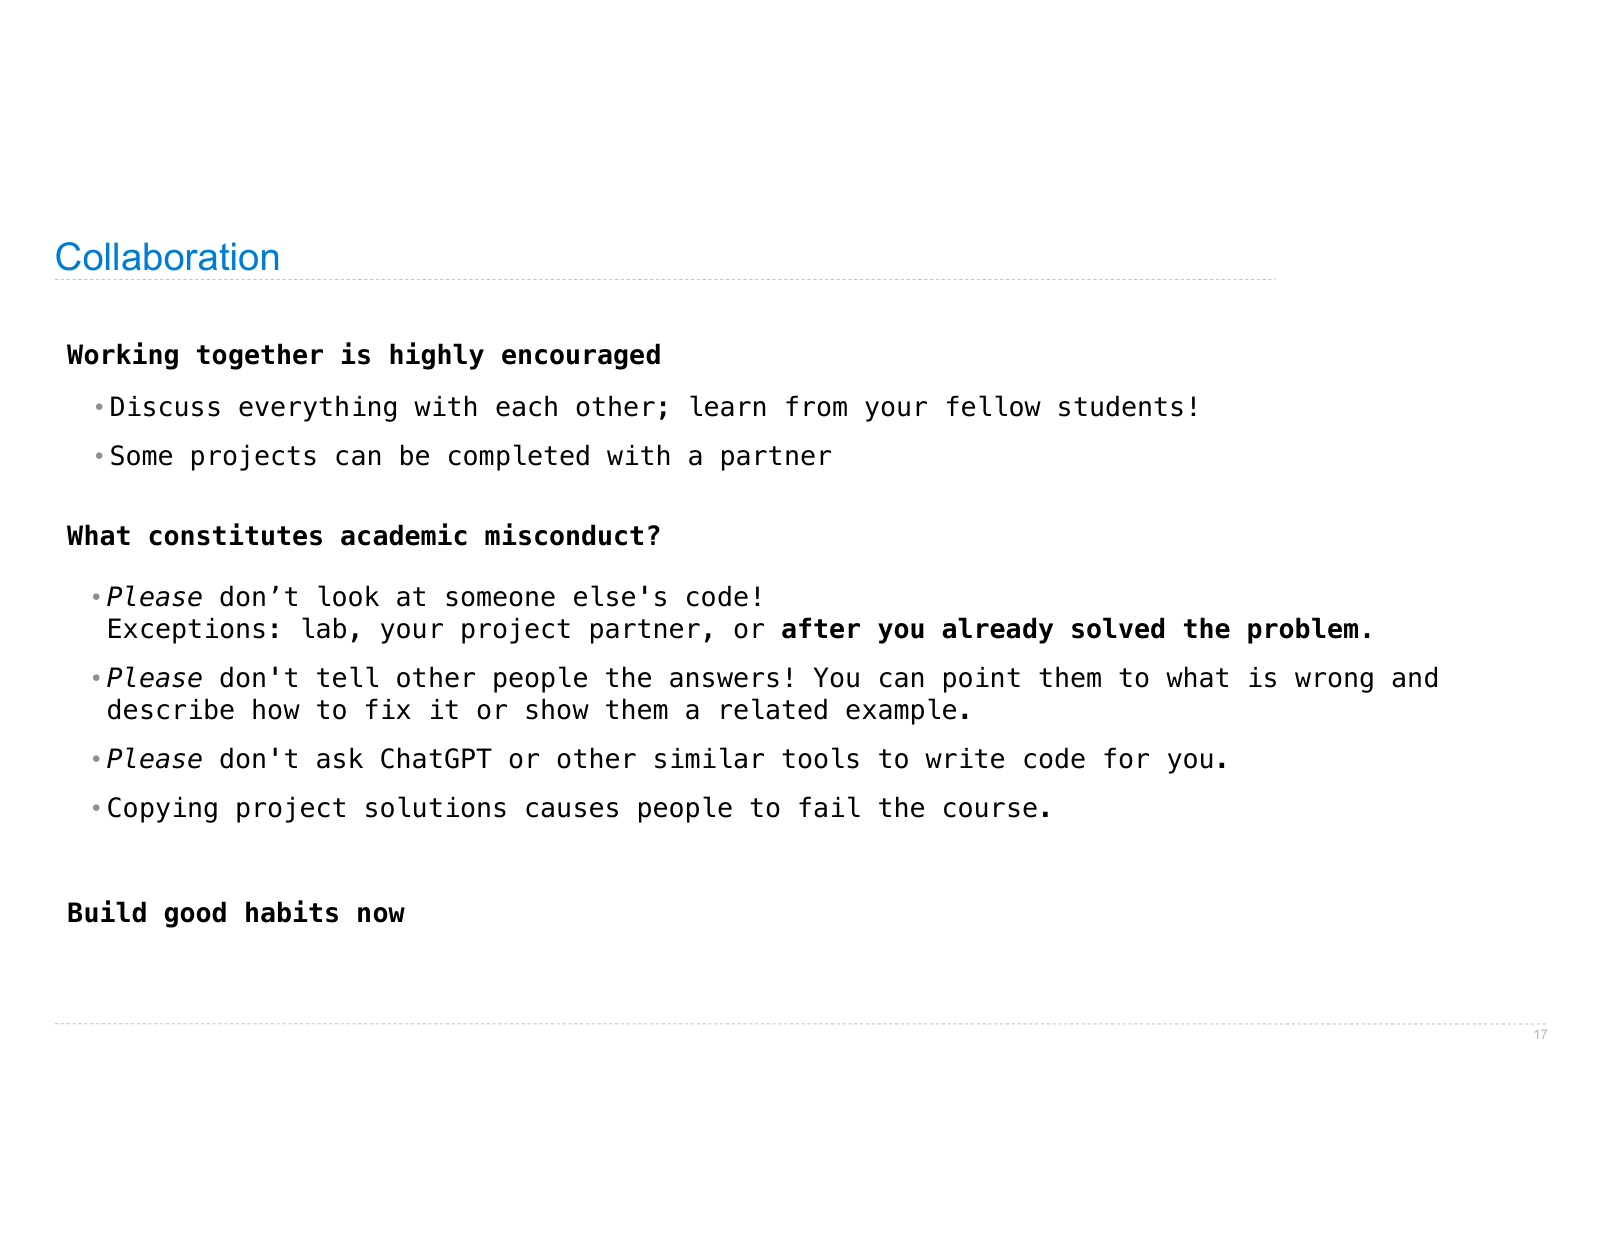 Collaboration
Working together is highly encouraged
•Discuss everything with each other; learn from your fellow students!
•Some projects can be completed with a partner
What constitutes academic misconduct?
•Please don’t look at someone else's code!
Exceptions: lab, your project partner, or after you already solved the problem.
•Please don't tell other people the answers! You can point them to what is wrong and
describe how to fix it or show them a related example.
•Please don't ask ChatGPT or other similar tools to write code for you.
•Copying project solutions causes people to fail the course.
Build good habits now
17